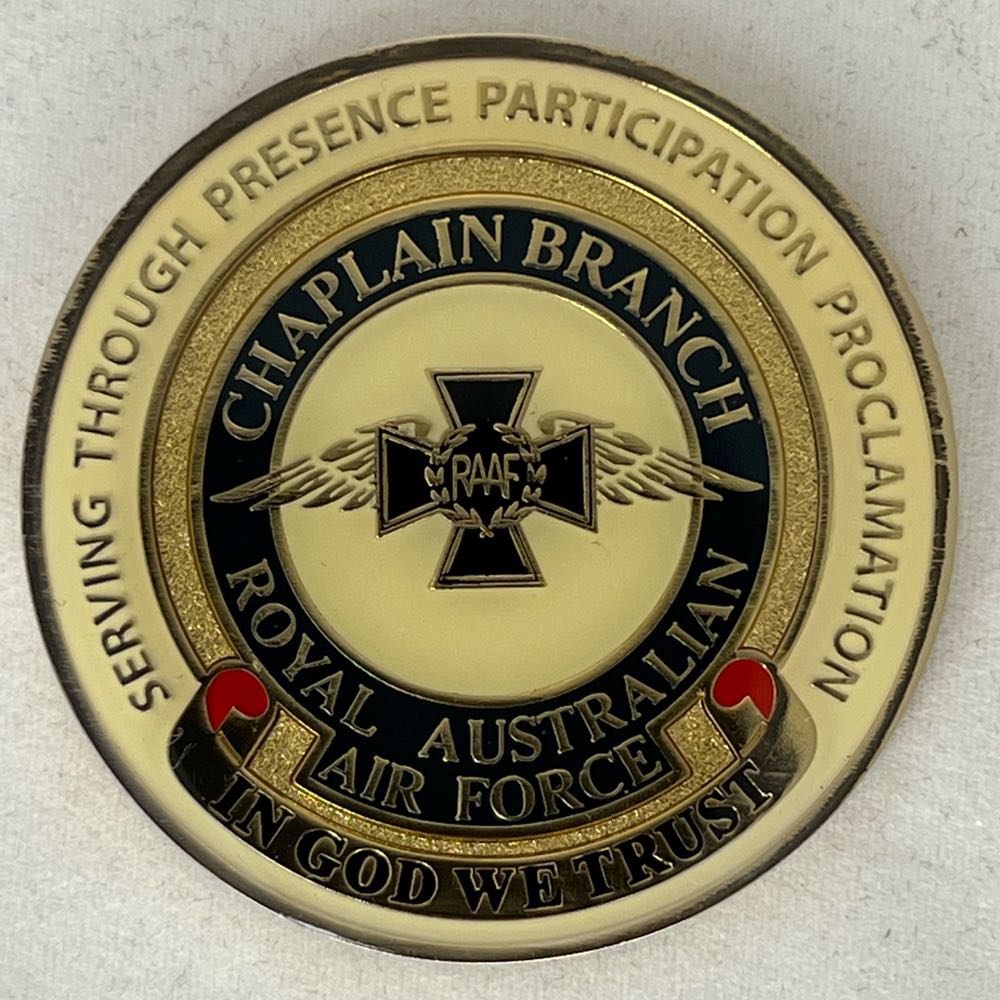 SERVING THROUGH PRESENCE PARTICIPATION PROCLAMATION
CHAPLAIN BRANCH
RAAF
ROYAL AUSTRALIAN
AIR FORCE
IN GOD WE TRUST